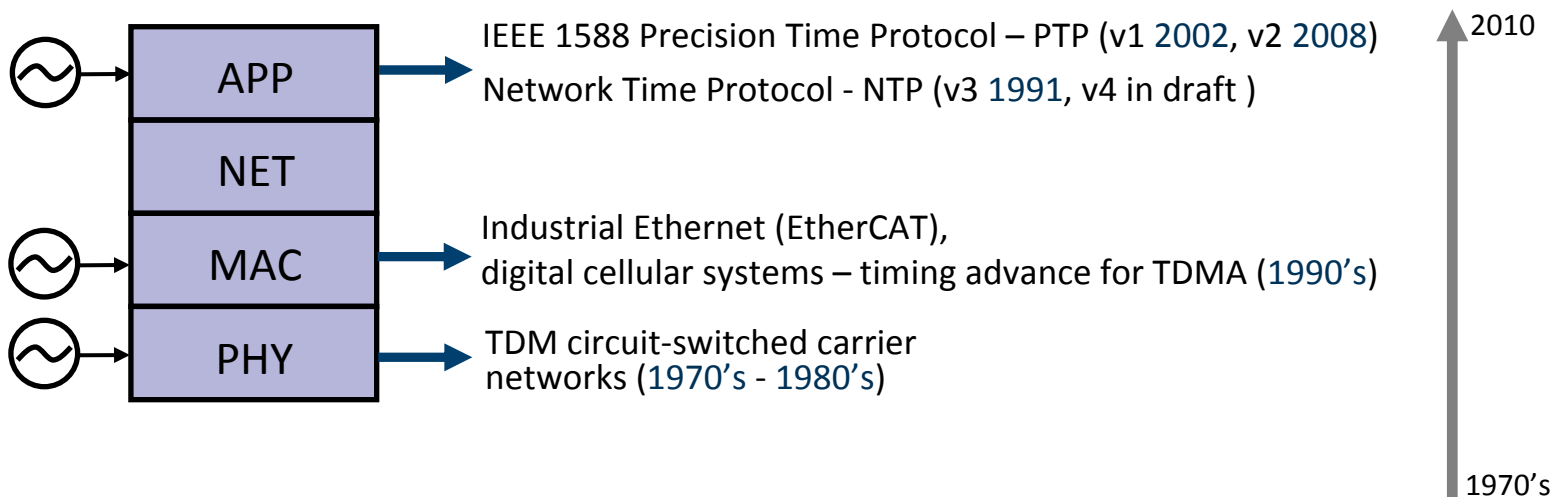 IEEE 1588 Precision Time Protocol – PTP (v1 2002, v2 2008)
2010
APP
Network Time Protocol - NTP (v3 1991, v4 in draft )
NET
Industrial Ethernet (EtherCAT),
MAC
digital cellular systems – timing advance for TDMA (1990’s)
PHY
TDM circuit-switched carrier
networks (1970’s - 1980’s)
1970’s